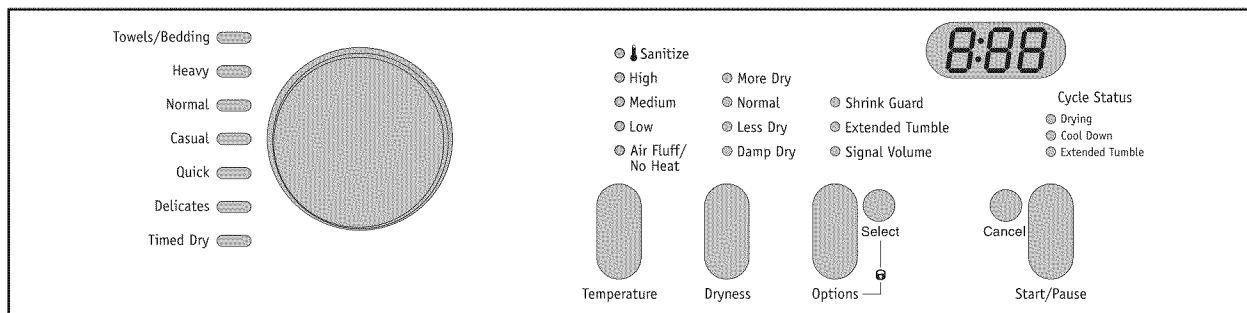 Towels/Bedding
Heavy
Normal
Casual
Quick
Delicates
Timed Dry
Sanitize
High
Medium
Low
Air Fluff/
No Heat
Temperature
More Dry
Normal
Less Dry
Damp Dry
Dryness
Shrink Guard
Extended Tumble
Signal Volume
Select
Options
8:88
Cycle Status
Drying
Cool Down
Extended Tumble
Cancel
Start/Pause